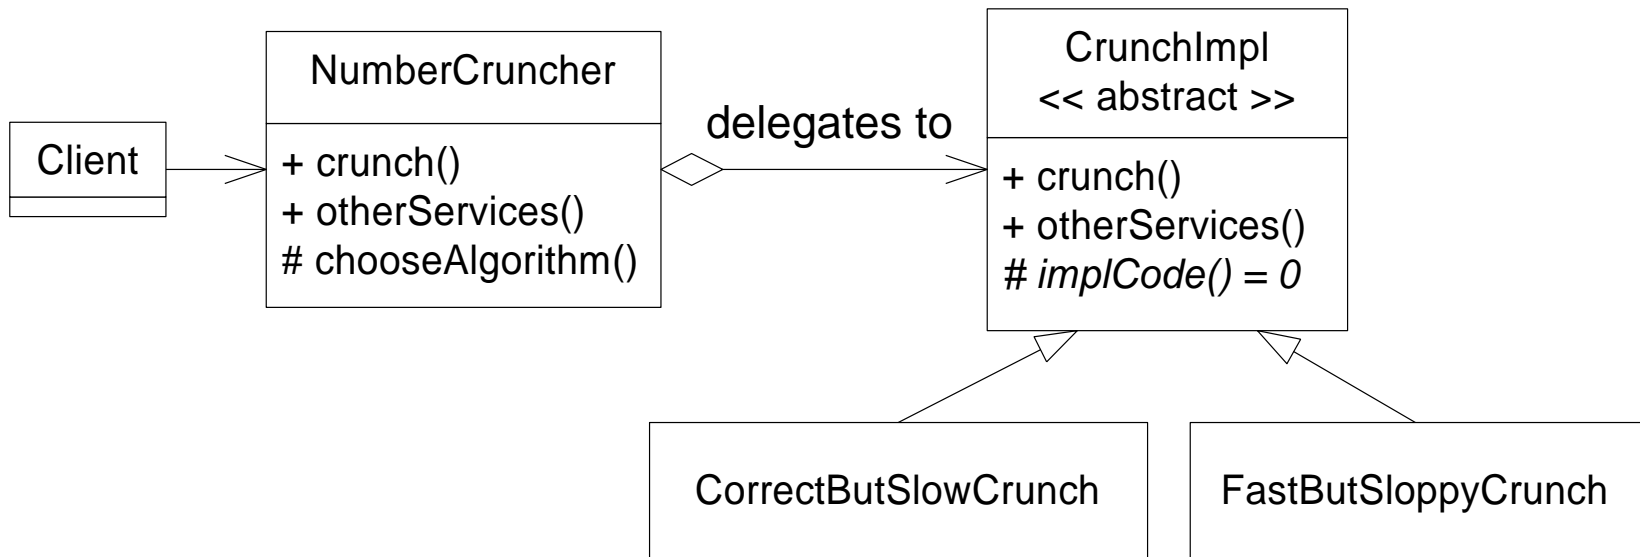 Client
NumberCruncher
+ crunch()
+ otherServices()
# chooseAlgorithm()
delegates to
CrunchImpl
<< abstract >>
+ crunch()
+ otherServices()
# implCode() = 0
CorrectButSlowCrunch
FastButSloppyCrunch